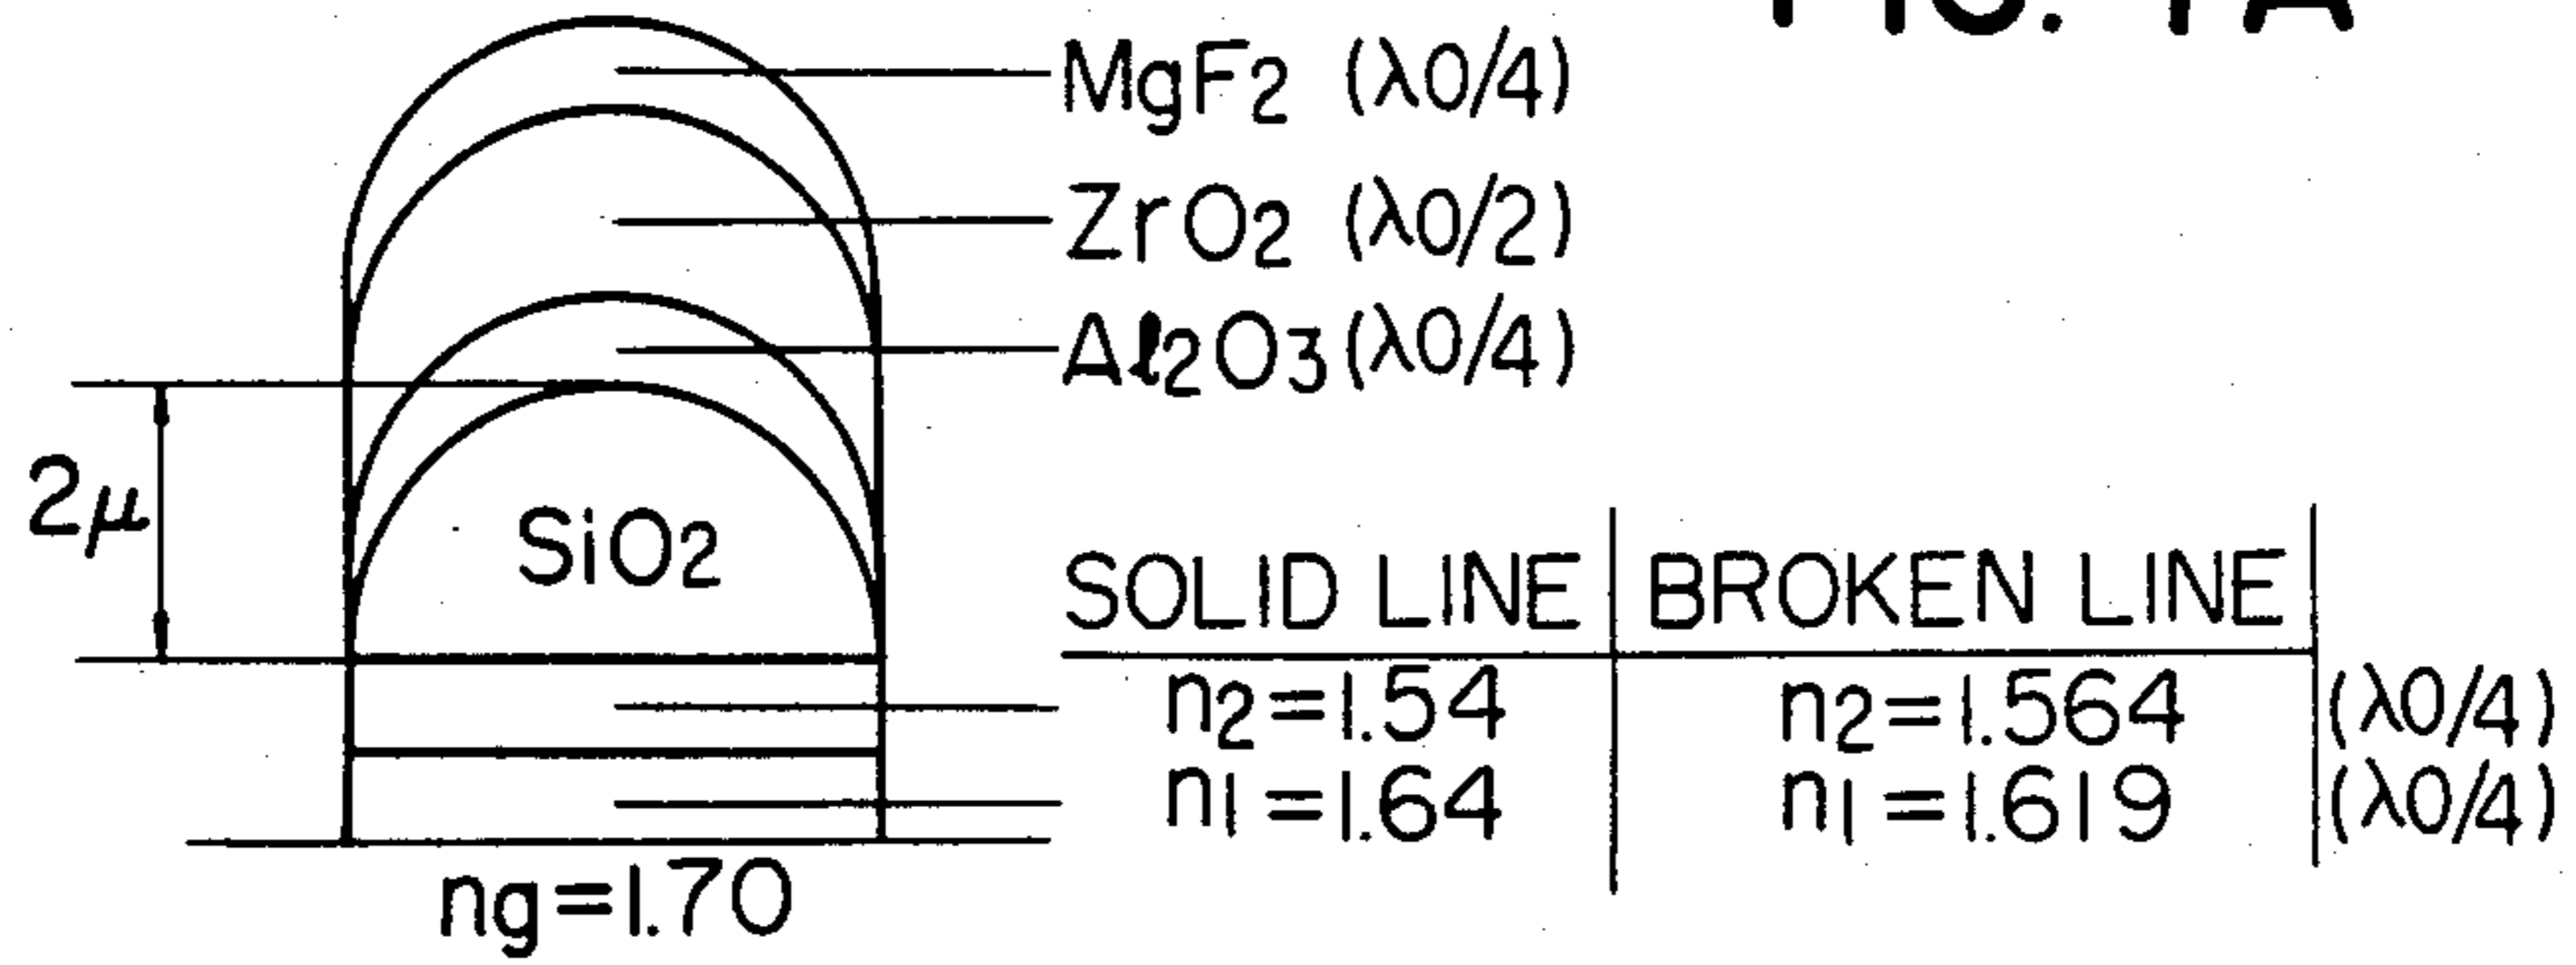 MgF2 (λ0/4)
ZrO2 (λ0/2)
Al2O3 (λ0/4)
2μ
SiO2
SOLID LINE BROKEN LINE
n2=1.54 n2=1.564 (λ0/4)
n1=1.64 n1=1.619 (λ0/4)
ng=1.70